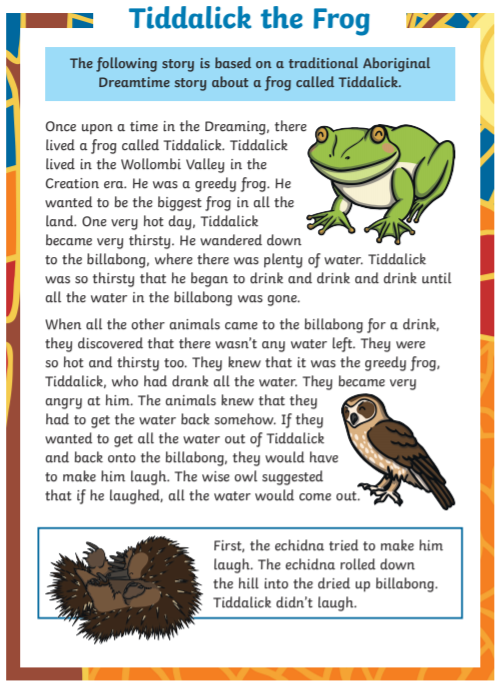 Tiddalick the Frog
The following story is based on a traditional Aboriginal
Dreamtime story about a frog called Tiddalick.
Once upon a time in the Dreaming, there
lived a frog called Tiddalick. Tiddalick
lived in the Wollombi Valley in the
Creation era. He was a greedy frog. He
wanted to be the biggest frog in all the
land. One very hot day, Tiddalick
became very thirsty. He wandered down
to the billabong, where there was plenty of water. Tiddalick
was so thirsty that he began to drink and drink and drink until
all the water in the billabong was gone.
When all the other animals came to the billabong for a drink,
they discovered that there wasn't any water left. They were
so hot and thirsty too. They knew that it was the greedy frog,
Tiddalick, who had drank all the water. They became very
angry at him. The animals knew that they
had to get the water back somehow. If they
wanted to get all the water out of Tiddalick
and back onto the billabong, they would have
to make him laugh. The wise owl suggested
that if he laughed, all the water would come out.
First, the echidna tried to make him
laugh. The echidna rolled down
the hill into the dried up billabong.
Tiddalick didn't laugh.